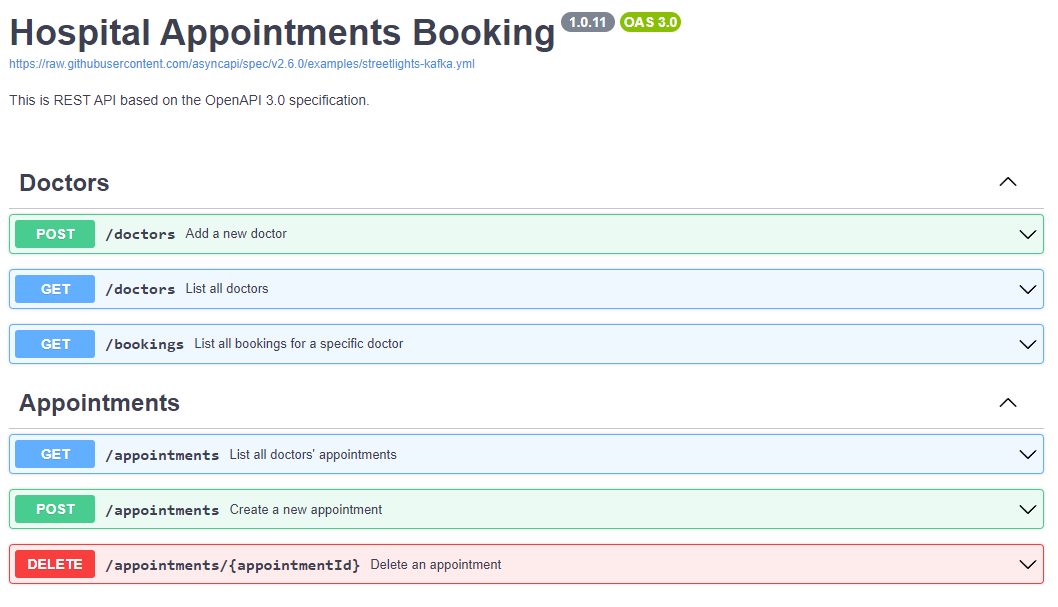 Hospital Appointments Booking 1.0.11 OAS 3.0
https://raw.githubusercontent.com/asyncapi/spec/v2.6.0/examples/streetlights-kafka.yml
This is REST API based on the OpenAPI 3.0 specification.
Doctors
POST /doctors Add a new doctor
GET /doctors List all doctors
GET /bookings List all bookings for a specific doctor
Appointments
GET /appointments List all doctors' appointments
POST /appointments Create a new appointment
DELETE /appointments/{appointmentId} Delete an appointment